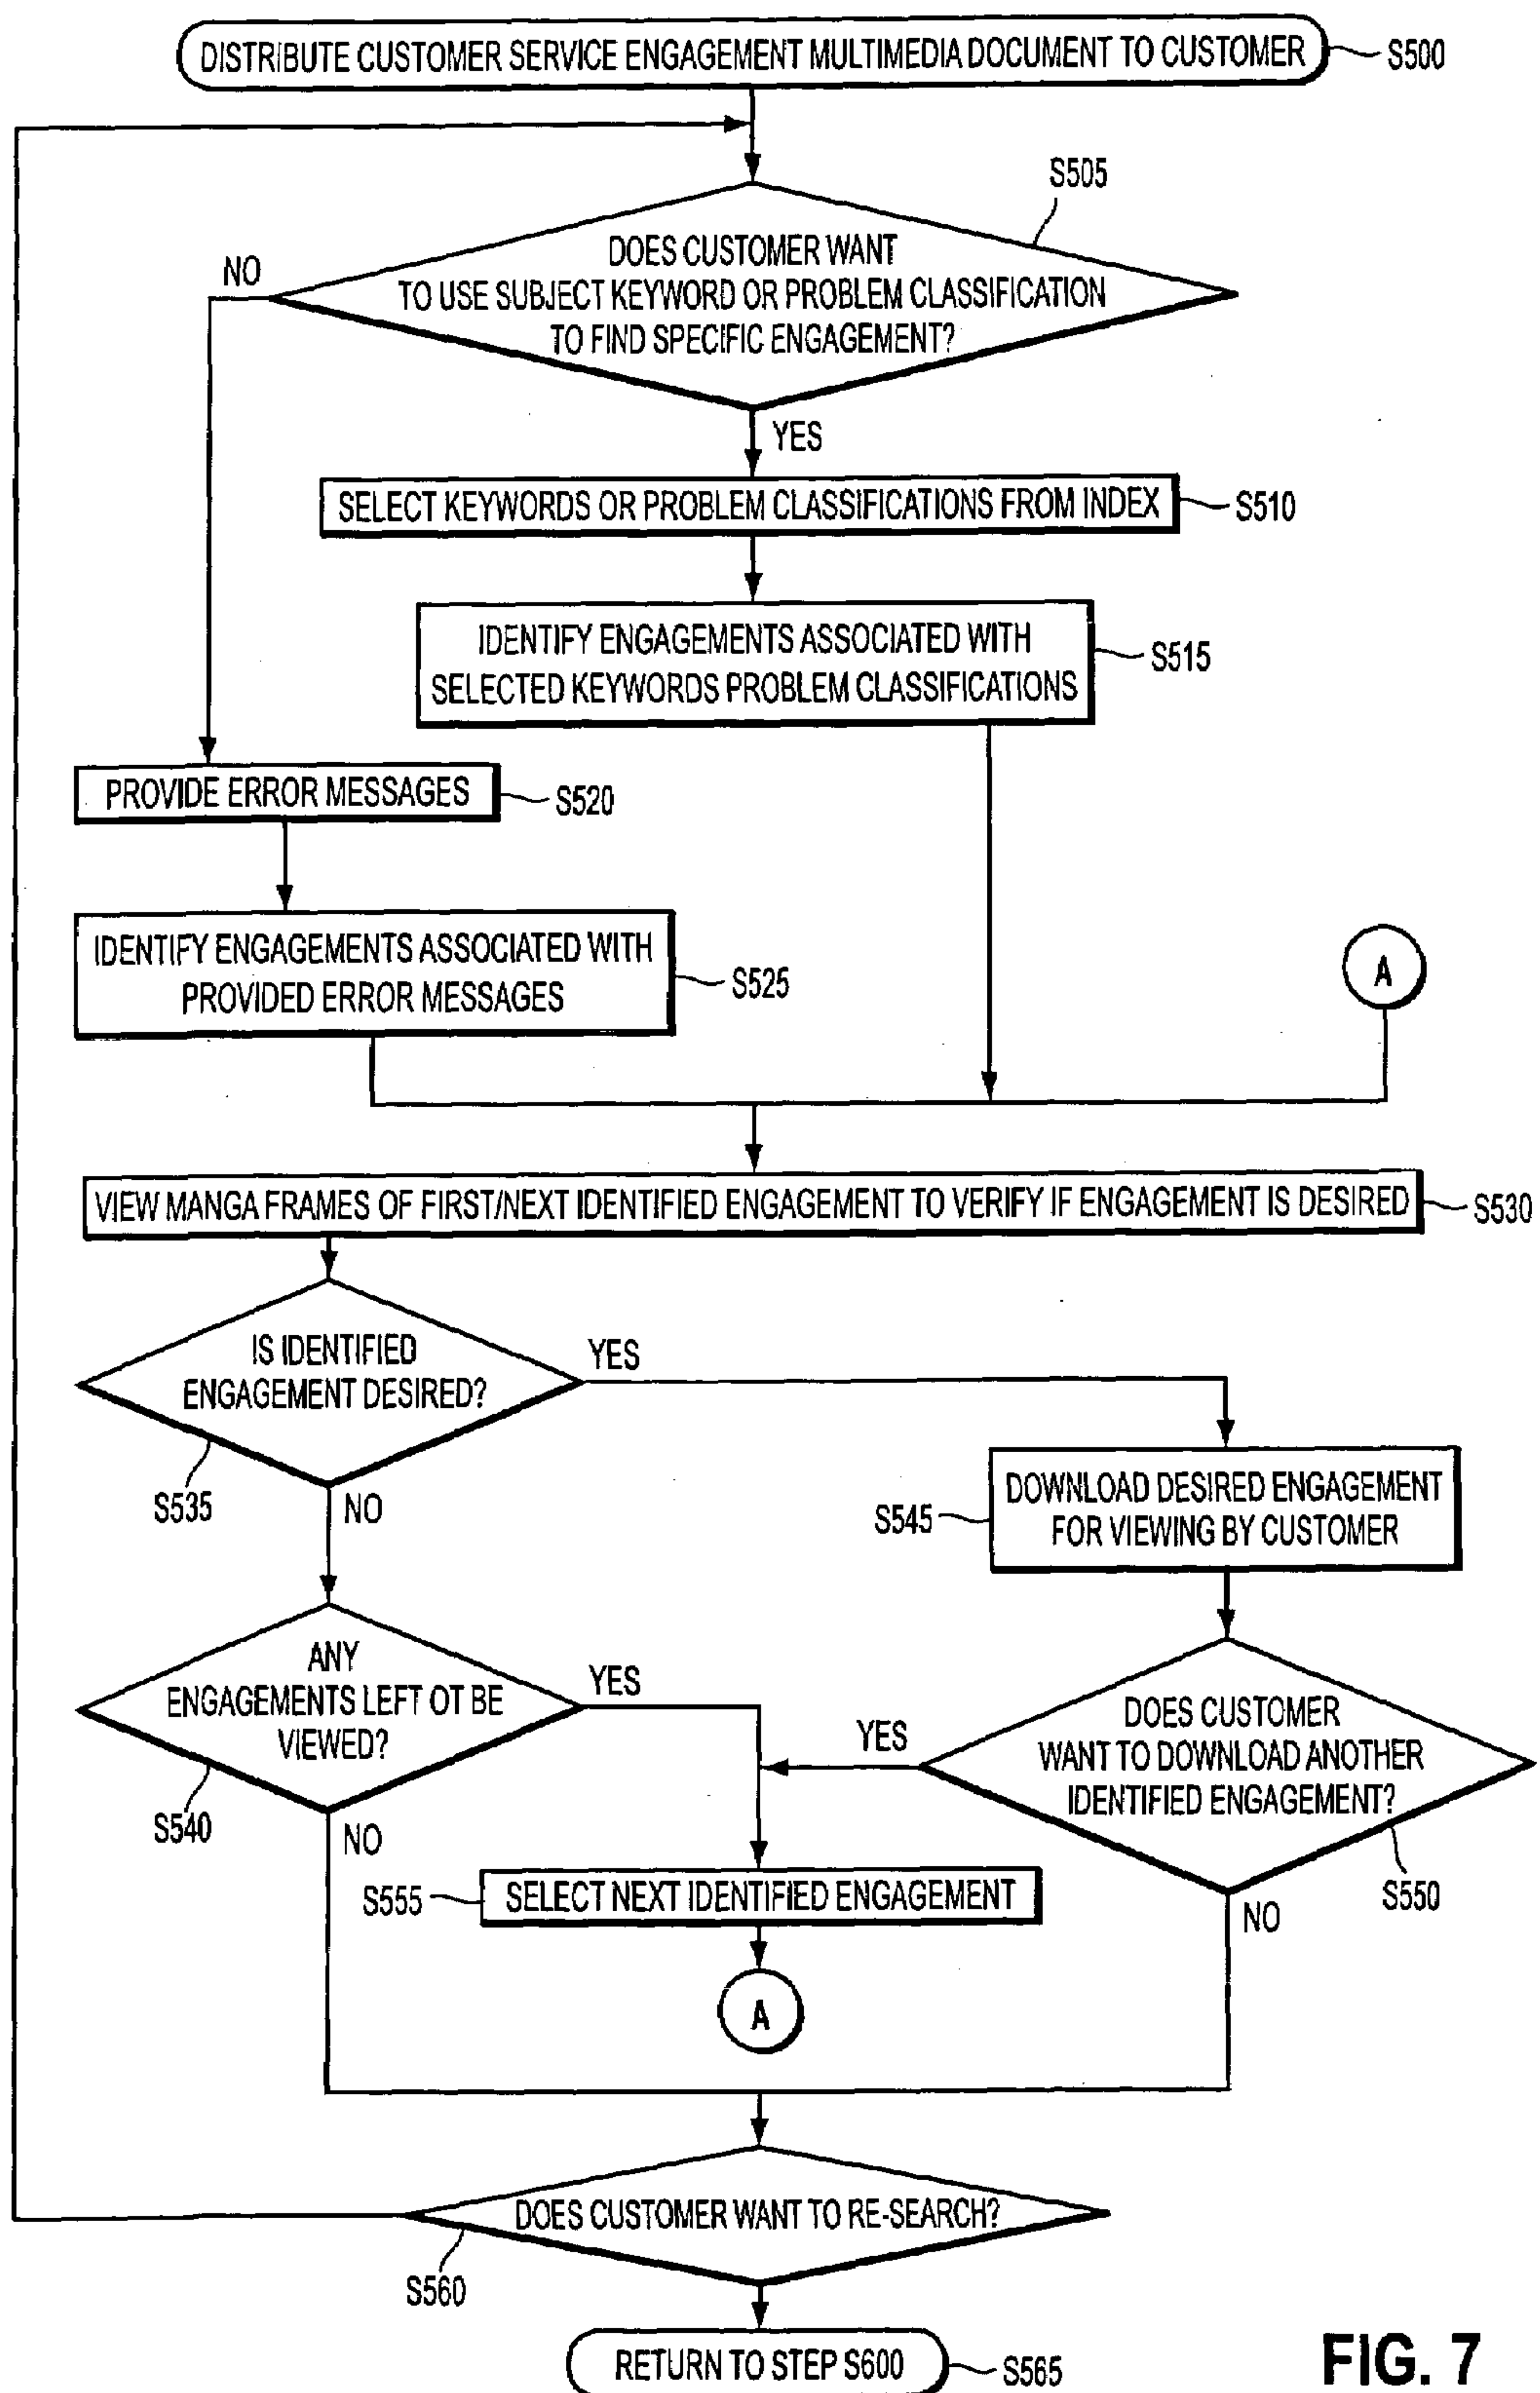 DISTRIBUTE CUSTOMER SERVICE ENGAGEMENT MULTIMEDIA DOCUMENT TO CUSTOMER
S500
S505
DOES CUSTOMER WANT
TO USE SUBJECT KEYWORD OR PROBLEM CLASSIFICATION
TO FIND SPECIFIC ENGAGEMENT?
NO
YES
SELECT KEYWORDS OR PROBLEM CLASSIFICATIONS FROM INDEX
S510
IDENTIFY ENGAGEMENTS ASSOCIATED WITH
SELECTED KEYWORDS PROBLEM CLASSIFICATIONS
S515
PROVIDE ERROR MESSAGES
S520
IDENTIFY ENGAGEMENTS ASSOCIATED WITH
PROVIDED ERROR MESSAGES
S525
A
VIEW MANGA FRAMES OF FIRST/NEXT IDENTIFIED ENGAGEMENT TO VERIFY IF ENGAGEMENT IS DESIRED
S530
IS IDENTIFIED
ENGAGEMENT DESIRED?
YES
S535
NO
DOWNLOAD DESIRED ENGAGEMENT
FOR VIEWING BY CUSTOMER
S545
ANY
ENGAGEMENTS LEFT OT BE
VIEWED?
YES
S540
NO
DOES CUSTOMER
WANT TO DOWNLOAD ANOTHER
IDENTIFIED ENGAGEMENT?
YES
S550
NO
S555
SELECT NEXT IDENTIFIED ENGAGEMENT
A
DOES CUSTOMER WANT TO RE-SEARCH?
S560
RETURN TO STEP S600
S565
FIG. 7